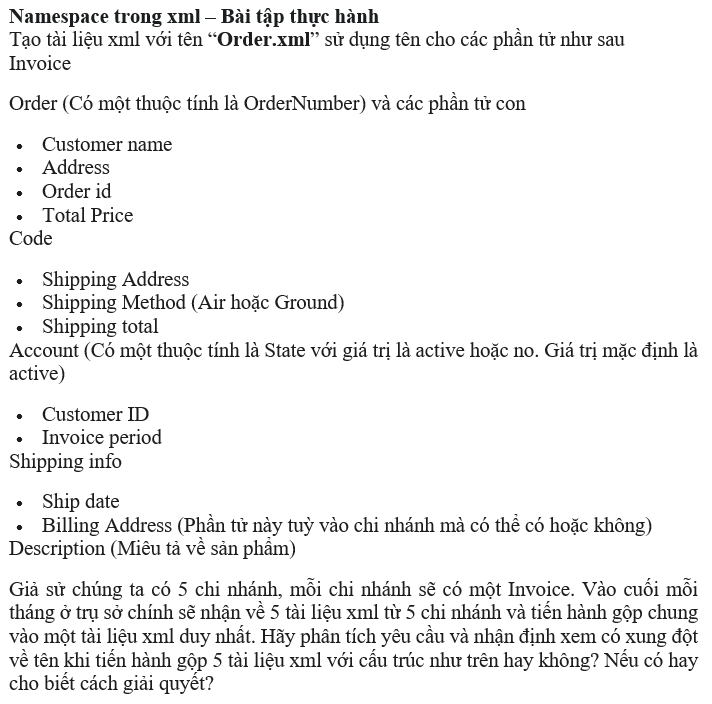 Namespace trong xml – Bài tập thực hành
Tạo tài liệu xml với tên “Order.xml” sử dụng tên cho các phần tử như sau
Invoice
Order (Có một thuộc tính là OrderNumber) và các phần tử con
• Customer name
• Address
• Order id
• Total Price
Code
• Shipping Address
• Shipping Method (Air hoặc Ground)
• Shipping total
Account (Có một thuộc tính là State với giá trị là active hoặc no. Giá trị mặc định là
active)
• Customer ID
• Invoice period
Shipping info
• Ship date
• Billing Address (Phần tử này tuỳ vào chi nhánh mà có thể có hoặc không)
Description (Miêu tả về sản phẩm)
Giả sử chúng ta có 5 chi nhánh, mỗi chi nhánh sẽ có một Invoice. Vào cuối mỗi
tháng ở trụ sở chính sẽ nhận về 5 tài liệu xml từ 5 chi nhánh và tiến hành gộp chung
vào một tài liệu xml duy nhất. Hãy phân tích yêu cầu và nhận định xem có xung đột
về tên khi tiến hành gộp 5 tài liệu xml với cấu trúc như trên hay không? Nếu có hay
cho biết cách giải quyết?